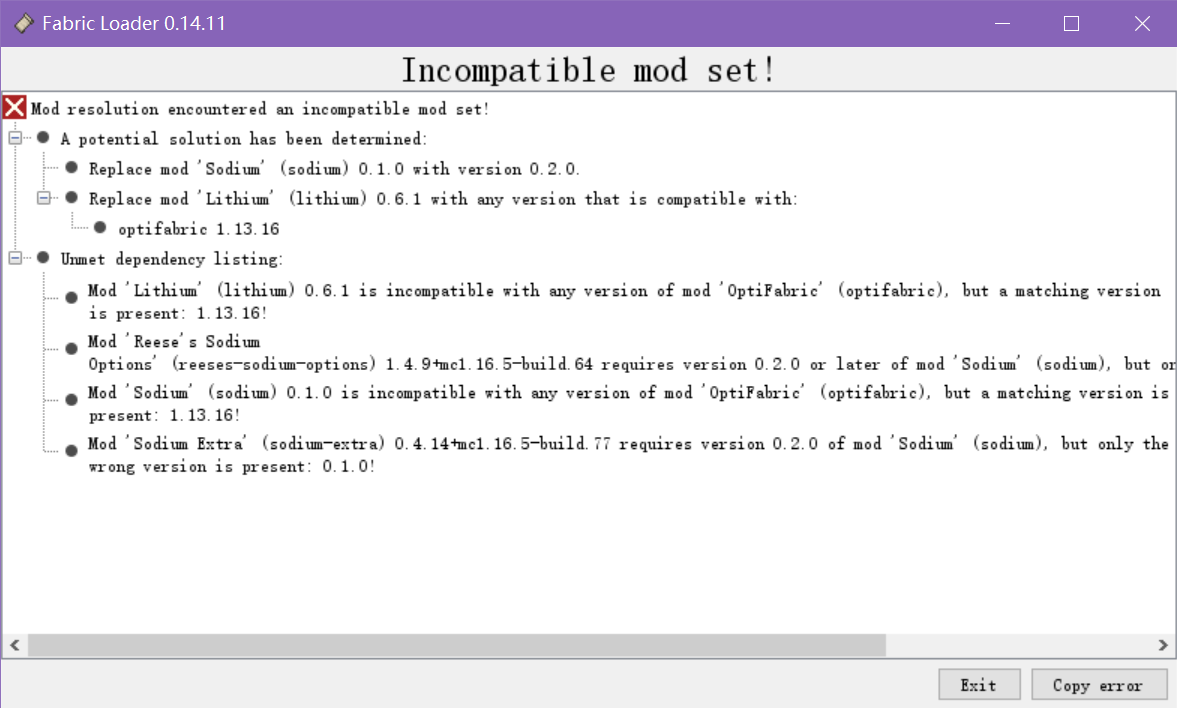 Fabric Loader 0.14.11
Incompatible mod set!
Mod resolution encountered an incompatible mod set!
A potential solution has been determined:
Replace mod 'Sodium' (sodium) 0.1.0 with version 0.2.0.
Replace mod 'Lithium' (lithium) 0.6.1 with any version that is compatible with:
optifabric 1.13.16
Unmet dependency listing:
Mod 'Lithium' (lithium) 0.6.1 is incompatible with any version of mod 'OptiFabric' (optifabric), but a matching version
is present: 1.13.16!
Mod 'Reese's Sodium
Options' (reeses-sodium-options) 1.4.9+mc1.16.5-build.64 requires version 0.2.0 or later of mod 'Sodium' (sodium), but
Mod 'Sodium' (sodium) 0.1.0 is incompatible with any version of mod 'OptiFabric' (optifabric), but a matching version is
present: 1.13.16!
Mod 'Sodium Extra' (sodium-extra) 0.4.14+mc1.16.5-build.77 requires version 0.2.0 of mod 'Sodium' (sodium), but only the
wrong version is present: 0.1.0!
Exit
Copy error